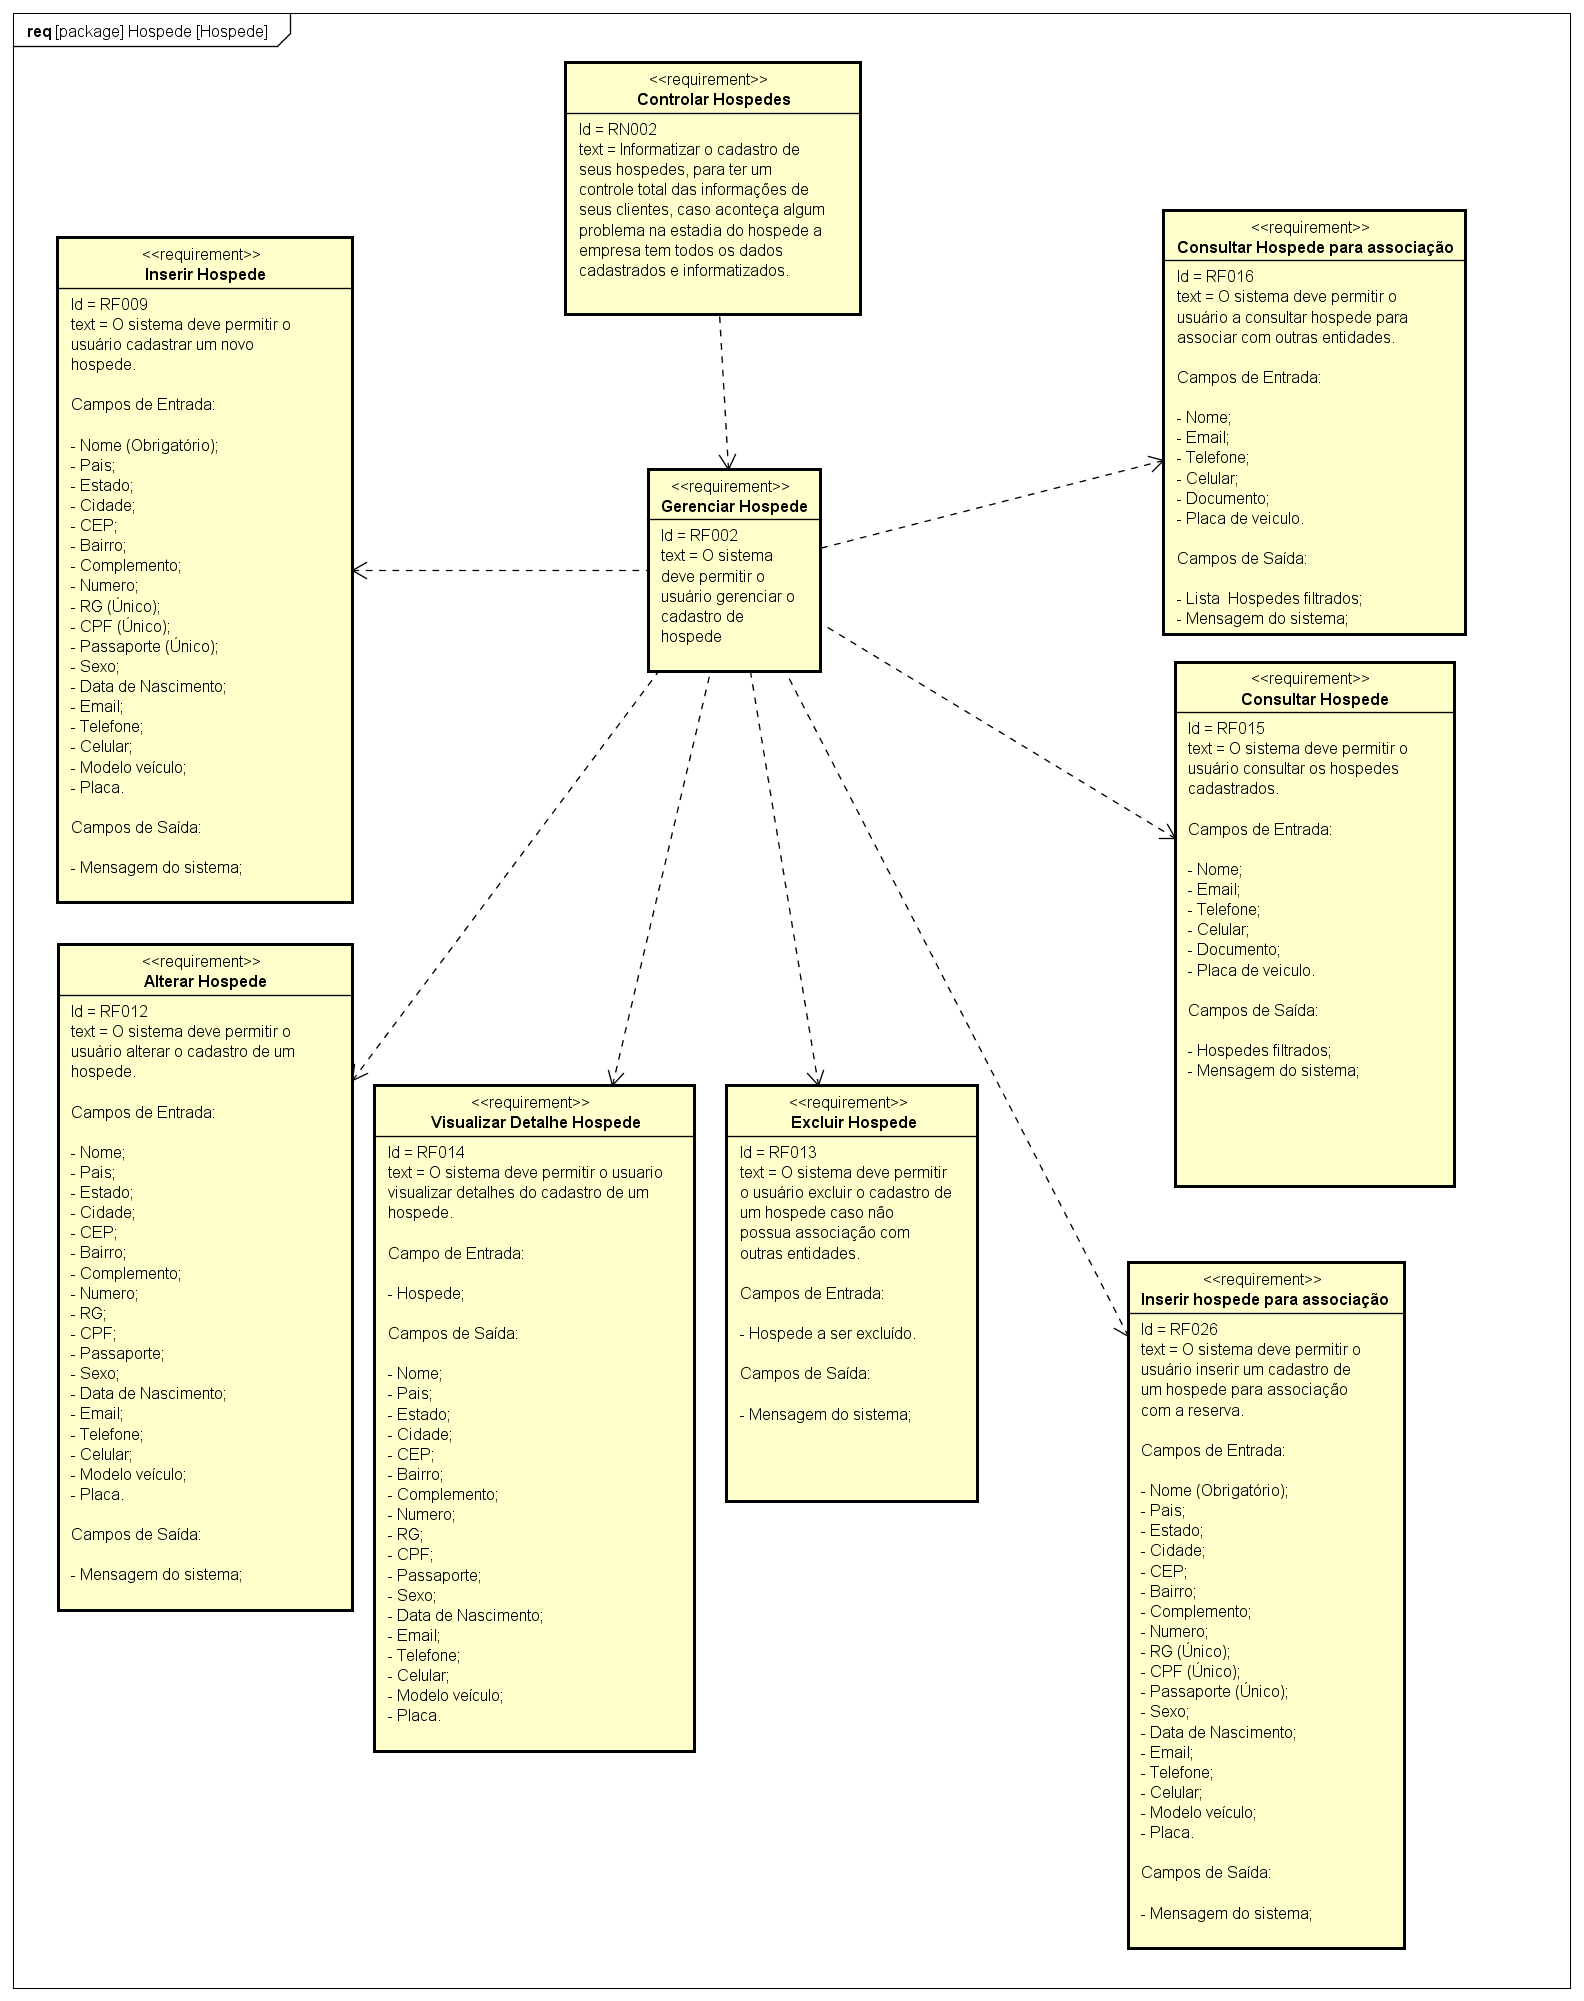 req [package] Hospede [Hospede]
<<requirement>>
Controlar Hospedes
Id = RN002
text = Informatizar o cadastro de
seus hospedes, para ter um
controle total das informações de
seus clientes, caso aconteça algum
problema na estadia do hospede a
empresa tem todos os dados
cadastrados e informatizados.
<<requirement>>
Inserir Hospede
Id = RF009
text = O sistema deve permitir o
usuário cadastrar um novo
hospede.
Campos de Entrada:
- Nome (Obrigatório);
- Pais;
- Estado;
- Cidade;
- CEP;
- Bairro;
- Complemento;
- Numero;
- RG (Único);
- CPF (Único);
- Passaporte (Único);
- Sexo;
- Data de Nascimento;
- Email;
- Telefone;
- Celular;
- Modelo veículo;
- Placa.
Campos de Saída:
- Mensagem do sistema;
<<requirement>>
Gerenciar Hospede
Id = RF002
text = O sistema
deve permitir o
usuário gerenciar o
cadastro de
hospede
<<requirement>>
Consultar Hospede para associação
Id = RF016
text = O sistema deve permitir o
usuário a consultar hospede para
associar com outras entidades.
Campos de Entrada:
- Nome;
- Email;
- Telefone;
- Celular;
- Documento;
- Placa de veiculo.
Campos de Saída:
- Lista  Hospedes filtrados;
- Mensagem do sistema;
<<requirement>>
Consultar Hospede
Id = RF015
text = O sistema deve permitir o
usuário consultar os hospedes
cadastrados.
Campos de Entrada:
- Nome;
- Email;
- Telefone;
- Celular;
- Documento;
- Placa de veiculo.
Campos de Saída:
- Hospedes filtrados;
- Mensagem do sistema;
<<requirement>>
Alterar Hospede
Id = RF012
text = O sistema deve permitir o
usuário alterar o cadastro de um
hospede.
Campos de Entrada:
- Nome;
- Pais;
- Estado;
- Cidade;
- CEP;
- Bairro;
- Complemento;
- Numero;
- RG;
- CPF;
- Passaporte;
- Sexo;
- Data de Nascimento;
- Email;
- Telefone;
- Celular;
- Modelo veículo;
- Placa.
Campos de Saída:
- Mensagem do sistema;
<<requirement>>
Visualizar Detalhe Hospede
Id = RF014
text = O sistema deve permitir o usuario
visualizar detalhes do cadastro de um
hospede.
Campo de Entrada:
- Hospede;
Campos de Saída:
- Nome;
- Pais;
- Estado;
- Cidade;
- CEP;
- Bairro;
- Complemento;
- Numero;
- RG;
- CPF;
- Passaporte;
- Sexo;
- Data de Nascimento;
- Email;
- Telefone;
- Celular;
- Modelo veículo;
- Placa.
<<requirement>>
Excluir Hospede
Id = RF013
text = O sistema deve permitir
o usuário excluir o cadastro de
um hospede caso não
possua associação com
outras entidades.
Campos de Entrada:
- Hospede a ser excluído.
Campos de Saída:
- Mensagem do sistema;
<<requirement>>
Inserir hospede para associação
Id = RF026
text = O sistema deve permitir o
usuário inserir um cadastro de
um hospede para associação
com a reserva.
Campos de Entrada:
- Nome (Obrigatório);
- Pais;
- Estado;
- Cidade;
- CEP;
- Bairro;
- Complemento;
- Numero;
- RG (Único);
- CPF (Único);
- Passaporte (Único);
- Sexo;
- Data de Nascimento;
- Email;
- Telefone;
- Celular;
- Modelo veículo;
- Placa.
Campos de Saída:
- Mensagem do sistema;